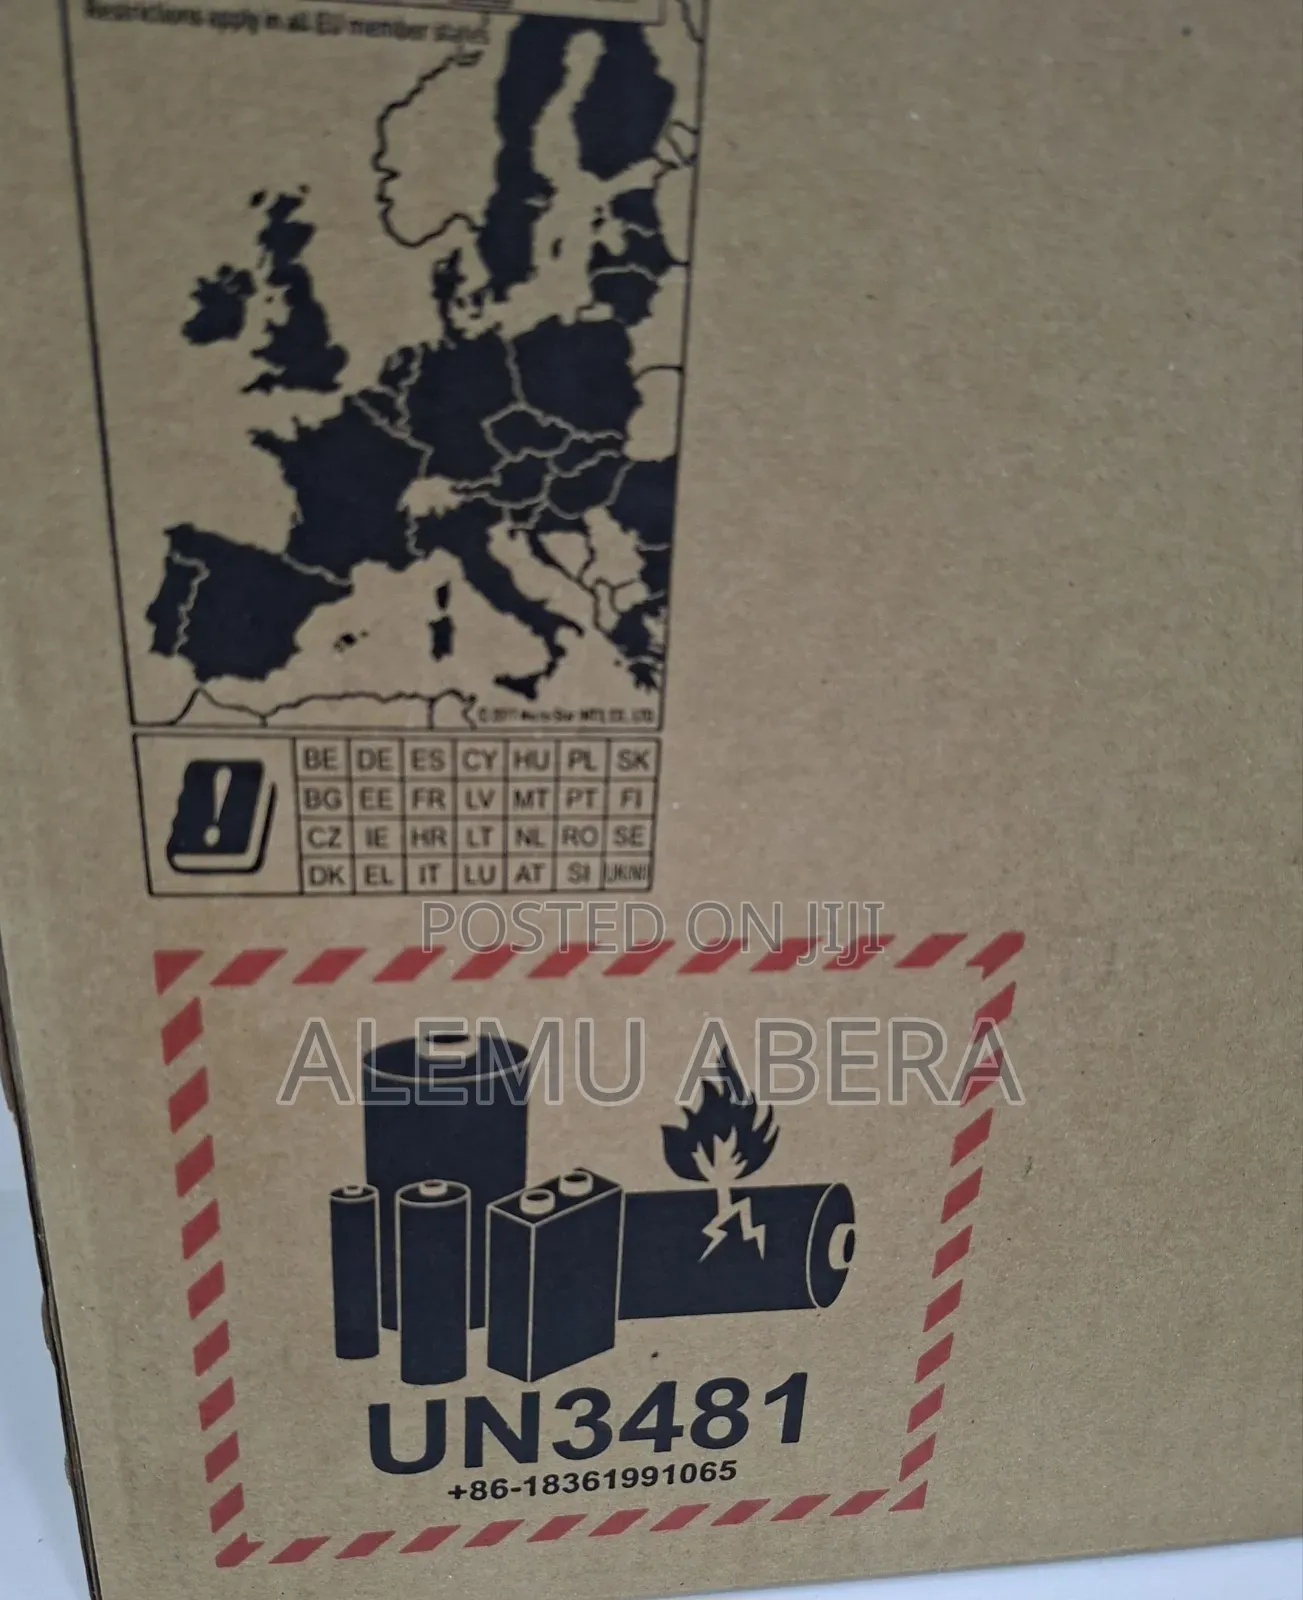 Restrictions apply in all EU member states
BE DE ES CY HU PL SK
BG EE FR LV MT PT FI
CZ IE HR LT NL RO SE
DK EL IT LU AT SI UK(NI)
POSTED ON JIJI
ALEMU ABERA
UN3481
+86-18361991065